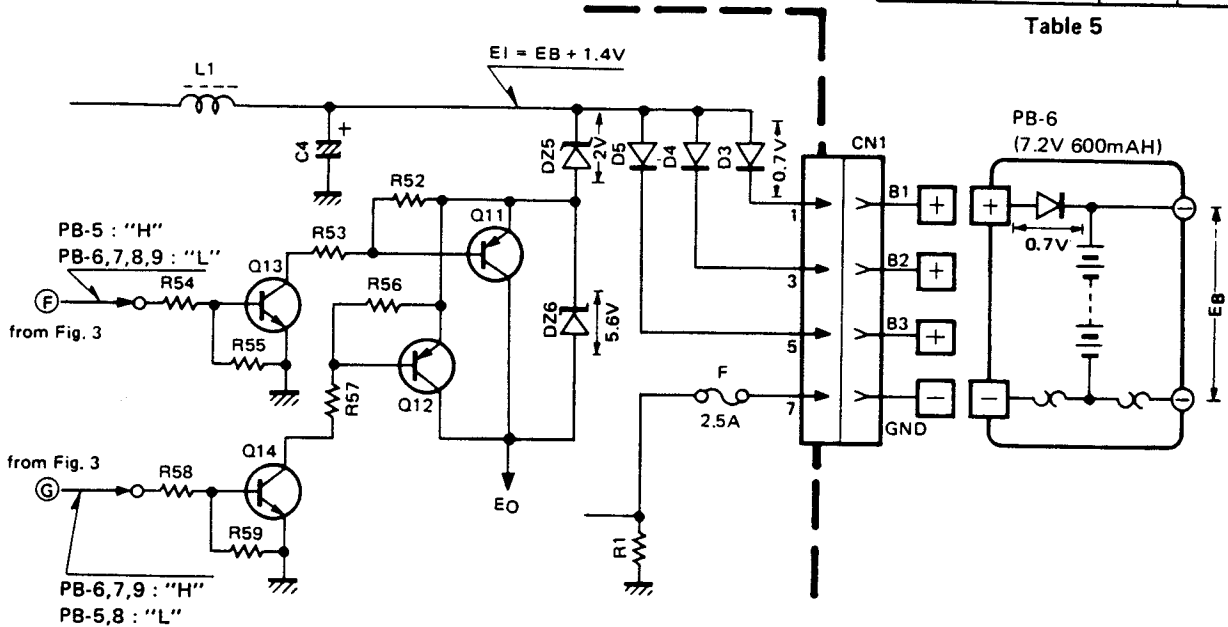 Table 5
EI = EB + 1.4V
L1
+
C4
DZ5
2V
D5
D4
D3
0.7V
CN1
PB-6
(7.2V 600mAH)
R52
Q11
B1
+
+
−
1
0.7V
PB-5 : "H"
PB-6,7,8,9 : "L"
R53
Q13
B2
+
3
F
R54
R56
DZ6
5.6V
EB
from Fig. 3
R55
B3
+
5
Q12
R57
F
2.5A
7
−
−
−
GND
from Fig. 3
Q14
G
R58
EO
R59
R1
PB-6,7,9 : "H"
PB-5,8 : "L"